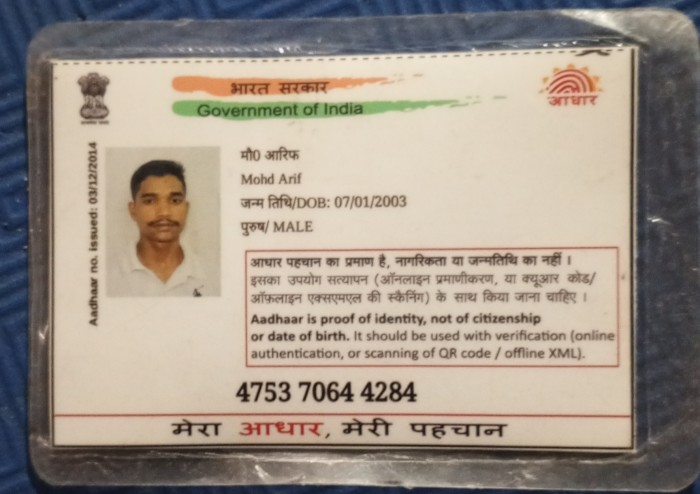 भारत सरकार
Government of India
आधार
Aadhaar no. issued: 03/12/2014
मौ0 आरिफ
Mohd Arif
जन्म तिथि/DOB: 07/01/2003
पुरुष/ MALE
आधार पहचान का प्रमाण है, नागरिकता या जन्मतिथि का नहीं ।
इसका उपयोग सत्यापन (ऑनलाइन प्रमाणीकरण, या क्यूआर कोड/
ऑफ़लाइन एक्सएमएल की स्कैनिंग) के साथ किया जाना चाहिए ।
Aadhaar is proof of identity, not of citizenship
or date of birth. It should be used with verification (online
authentication, or scanning of QR code / offline XML).
4753 7064 4284
मेरा आधार, मेरी पहचान